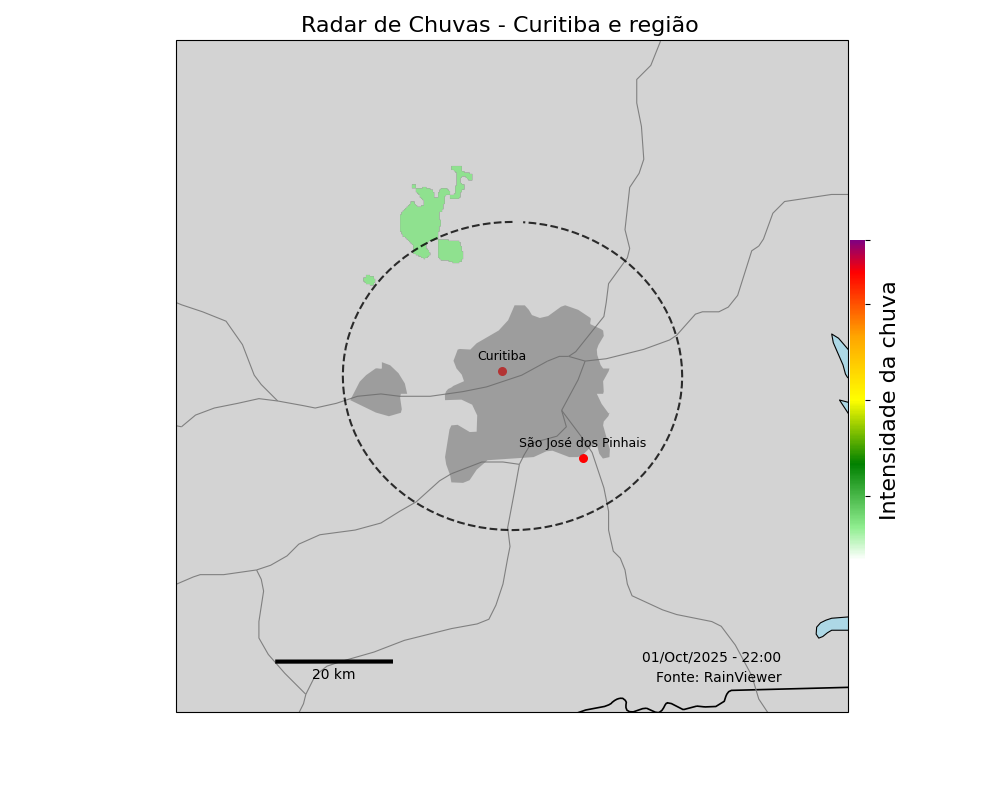 Radar de Chuvas - Curitiba e região
Curitiba
São José dos Pinhais
Intensidade da chuva
01/Oct/2025 - 22:00
20 km
Fonte: RainViewer